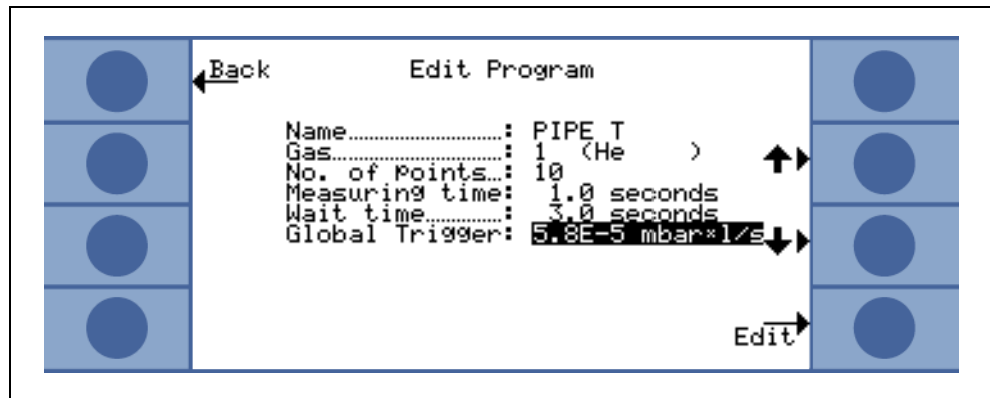 Back Edit Program
Name..............: PIPE T
Gas...............: 1 (He )
No. of Points...: 10
Measuring time: 1.0 seconds
Wait time.........: 3.0 seconds
Global Trigger: 5.8E-5 mbar*l/s
Edit